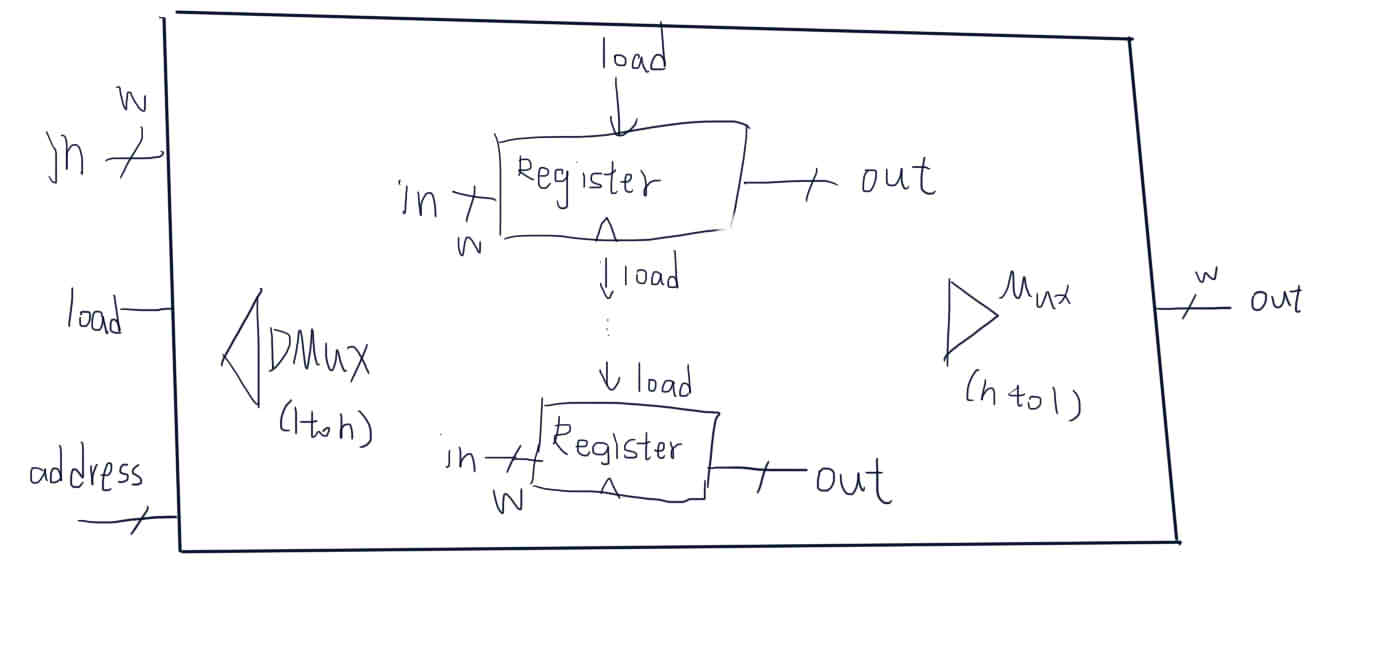 load
w
in
Register
out
in
w
load
load
w
out
Mux
(n to 1)
DMux
(1 to n)
load
in
w
Register
out
address